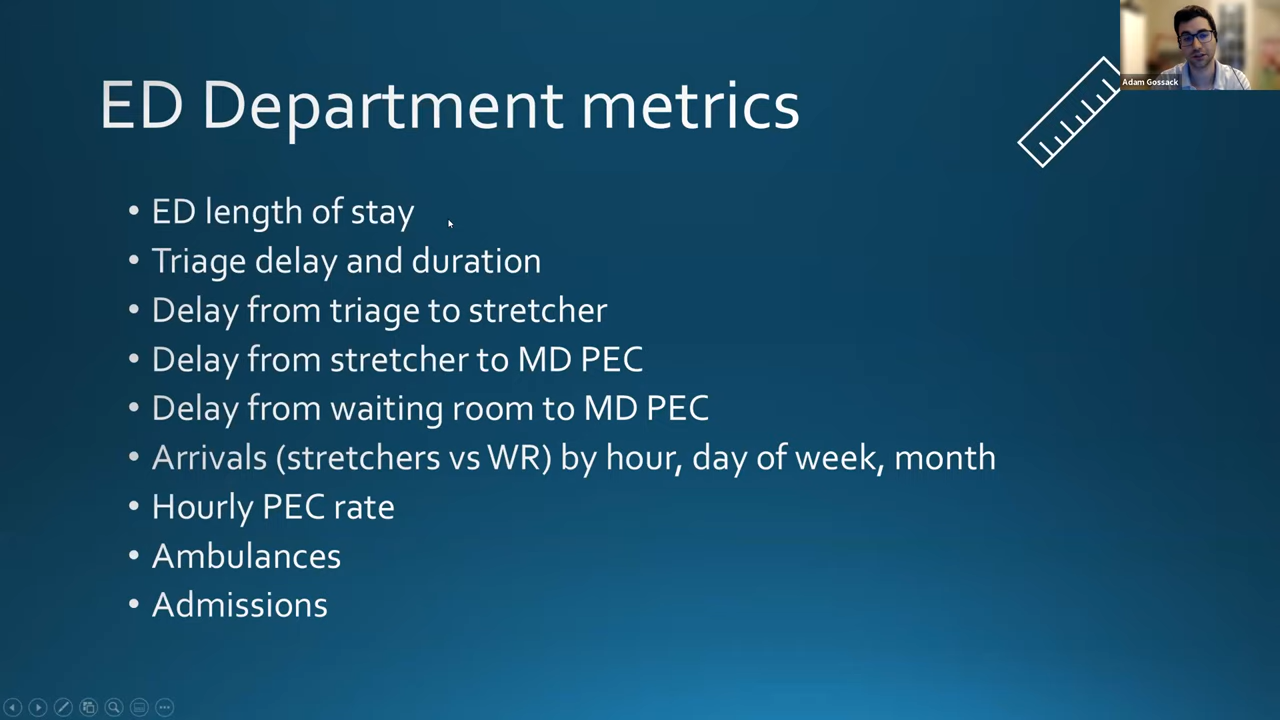 ED Department metrics
Adam Gossack
• ED length of stay
• Triage delay and duration
• Delay from triage to stretcher
• Delay from stretcher to MD PEC
• Delay from waiting room to MD PEC
• Arrivals (stretchers vs WR) by hour, day of week, month
• Hourly PEC rate
• Ambulances
• Admissions